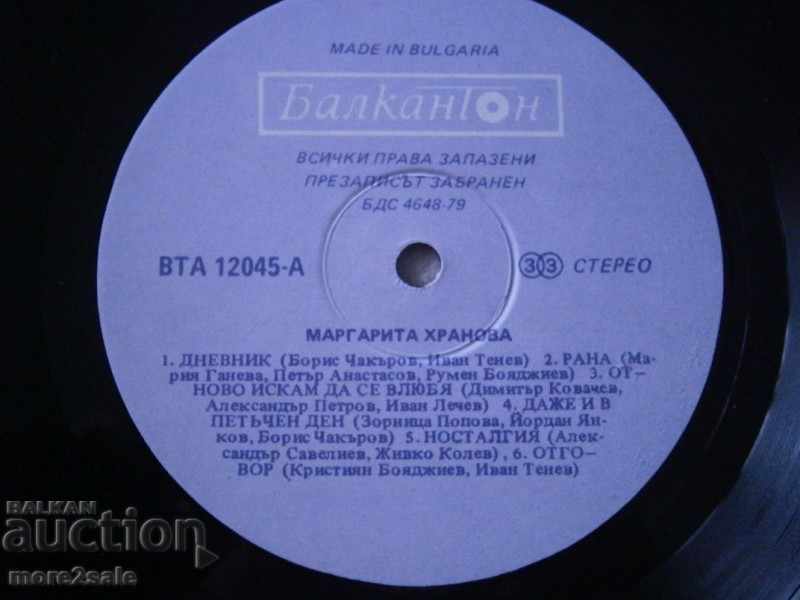 MADE IN BULGARIA
Балкантон
ВСИЧКИ ПРАВА ЗАПАЗЕНИ
ПРЕЗАПИСЪТ ЗАБРАНЕН
БДС 4648-79
ВТА 12045-А
33 СТЕРЕО
МАРГАРИТА ХРАНОВА
1. ДНЕВНИК (Борис Чакъров, Иван Тенев) 2. РАНА (Ма-
рия Ганева, Петър Анастасов, Румен Бояджиев) 3. ОТ-
НОВО ИСКАМ ДА СЕ ВЛЮБЯ (Димитър Ковачев,
Александър Петров, Иван Лечев) 4. ДАЖЕ И В
ПЕТЪЧЕН ДЕН (Зорница Попова, Йордан Ян-
ков, Борис Чакъров) 5. НОСТАЛГИЯ (Алек-
сандър Савелиев, Живко Колев), 6. ОТГО-
ВОР (Кристиян Бояджиев, Иван Тенев)
BALKAN
auction
more2sale